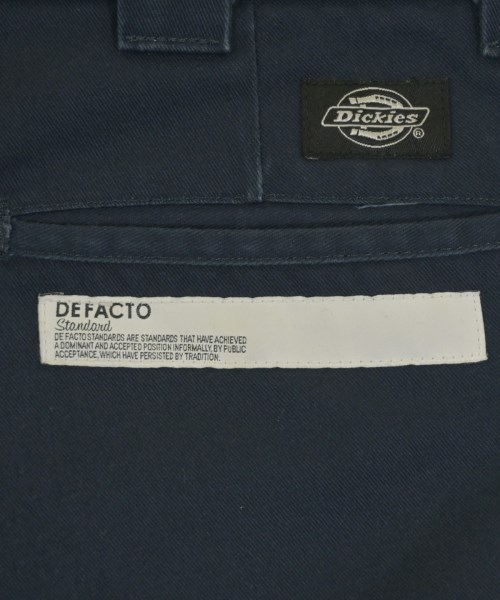 Dickies
®
DEFACTO
Standard
DE FACTO STANDARDS ARE STANDARDS THAT HAVE ACHIEVED
A DOMINANT AND ACCEPTED POSITION INFORMALLY, BY PUBLIC
ACCEPTANCE, WHICH HAVE PERSISTED BY TRADITION.